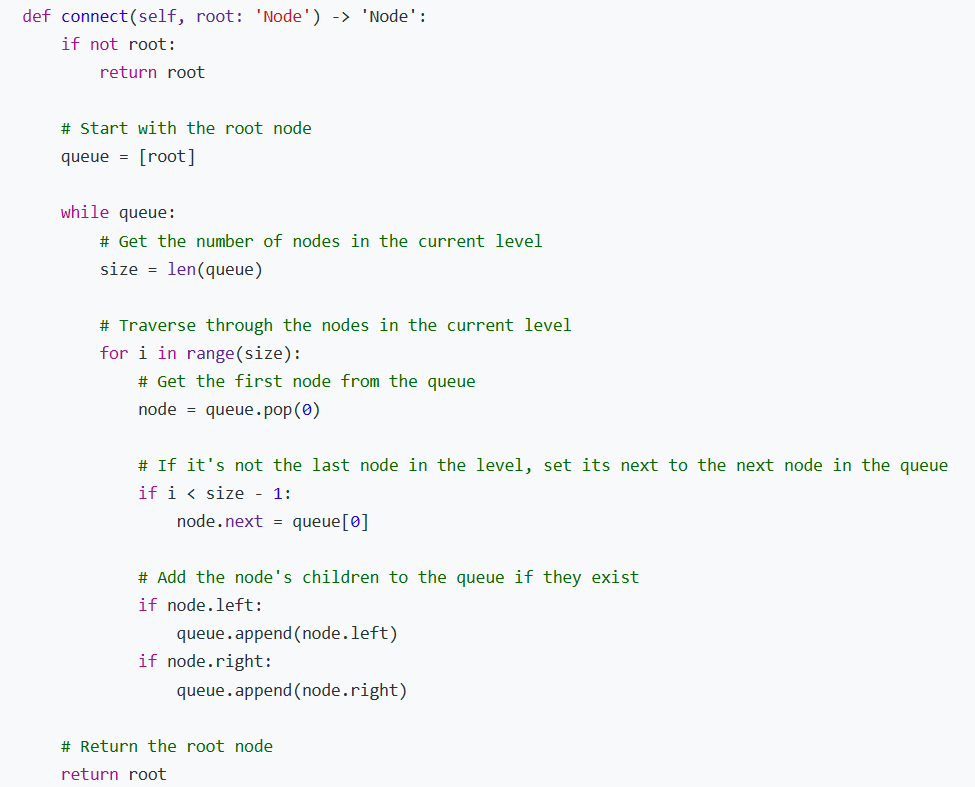 def connect(self, root: 'Node') -> 'Node':
    if not root:
        return root

    # Start with the root node
    queue = [root]

    while queue:
        # Get the number of nodes in the current level
        size = len(queue)

        # Traverse through the nodes in the current level
        for i in range(size):
            # Get the first node from the queue
            node = queue.pop(0)

            # If it's not the last node in the level, set its next to the next node in the queue
            if i < size - 1:
                node.next = queue[0]

            # Add the node's children to the queue if they exist
            if node.left:
                queue.append(node.left)
            if node.right:
                queue.append(node.right)

    # Return the root node
    return root